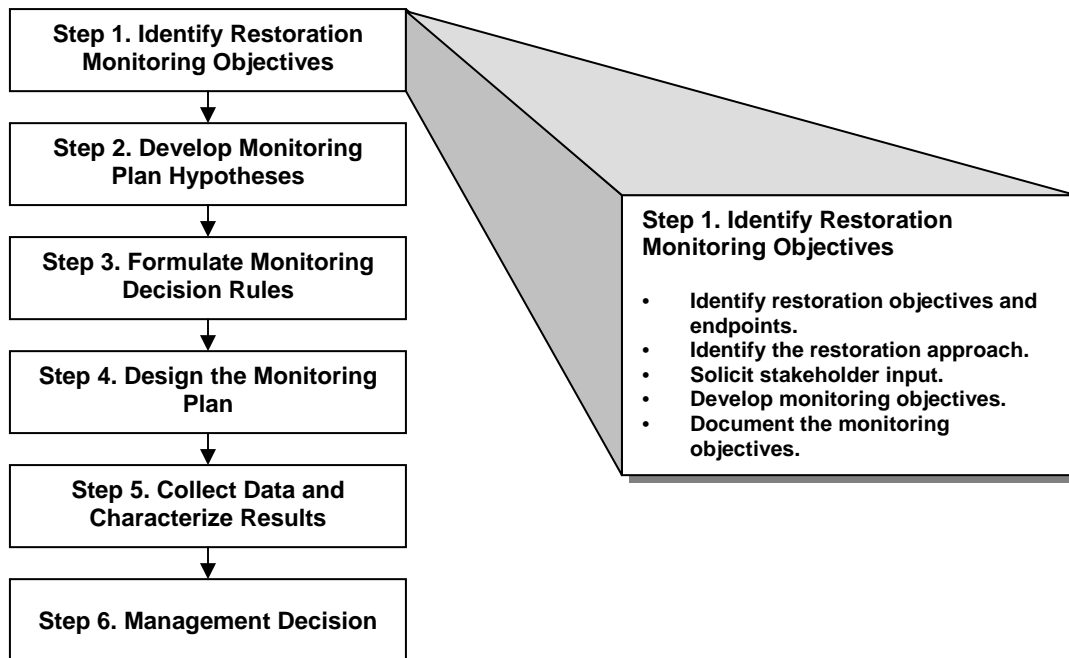 Step 1. Identify Restoration
Monitoring Objectives
Step 2. Develop Monitoring
Plan Hypotheses
Step 3. Formulate Monitoring
Decision Rules
Step 4. Design the Monitoring
Plan
Step 5. Collect Data and
Characterize Results
Step 6. Management Decision
Step 1. Identify Restoration
Monitoring Objectives
• Identify restoration objectives and
endpoints.
• Identify the restoration approach.
• Solicit stakeholder input.
• Develop monitoring objectives.
• Document the monitoring
objectives.